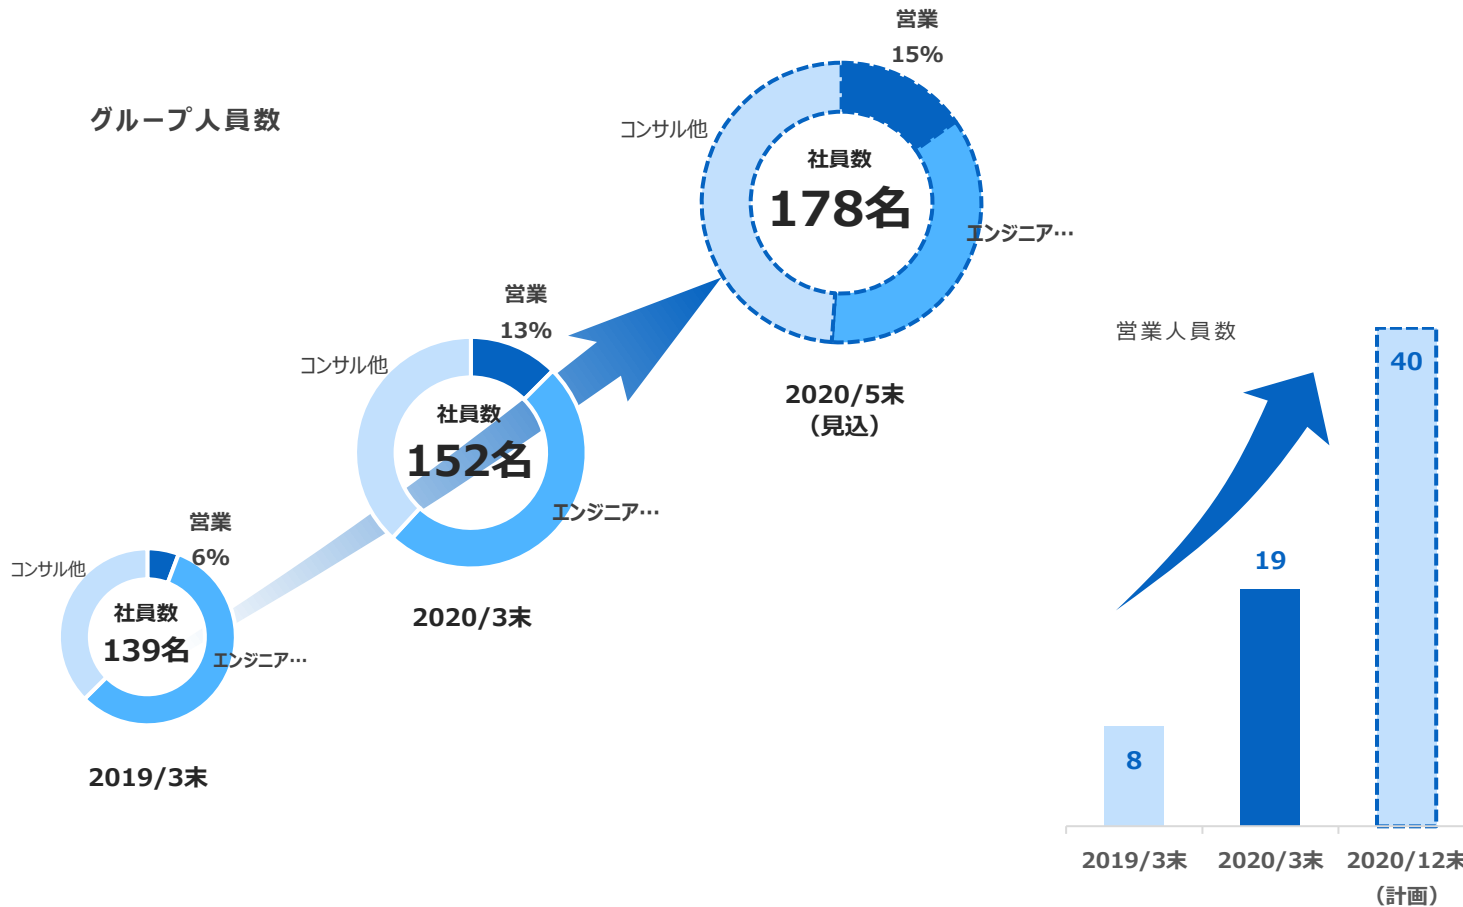 グループ人員数
営業
15%
コンサル他
社員数
178名
エンジニア…
2020/5末
（見込）
営業
13%
コンサル他
社員数
152名
エンジニア…
2020/3末
営業
6%
コンサル他
社員数
139名
エンジニア…
2019/3末
営業人員数
40
19
8
2019/3末 2020/3末 2020/12末
（計画）